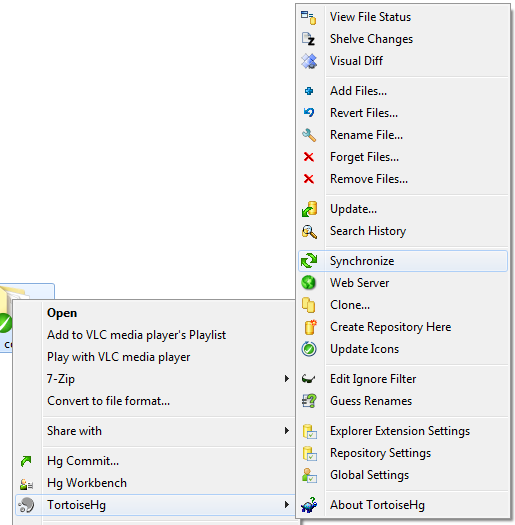 View File Status
Shelve Changes
Visual Diff
Add Files...
Revert Files...
Rename File...
Forget Files...
Remove Files...
Update...
Search History
Synchronize
Web Server
Clone...
Create Repository Here
Update Icons
Edit Ignore Filter
Guess Renames
Explorer Extension Settings
Repository Settings
Global Settings
About TortoiseHg
Open
Add to VLC media player's Playlist
Play with VLC media player
7-Zip
Convert to file format...
Share with
Hg Commit...
Hg Workbench
TortoiseHg